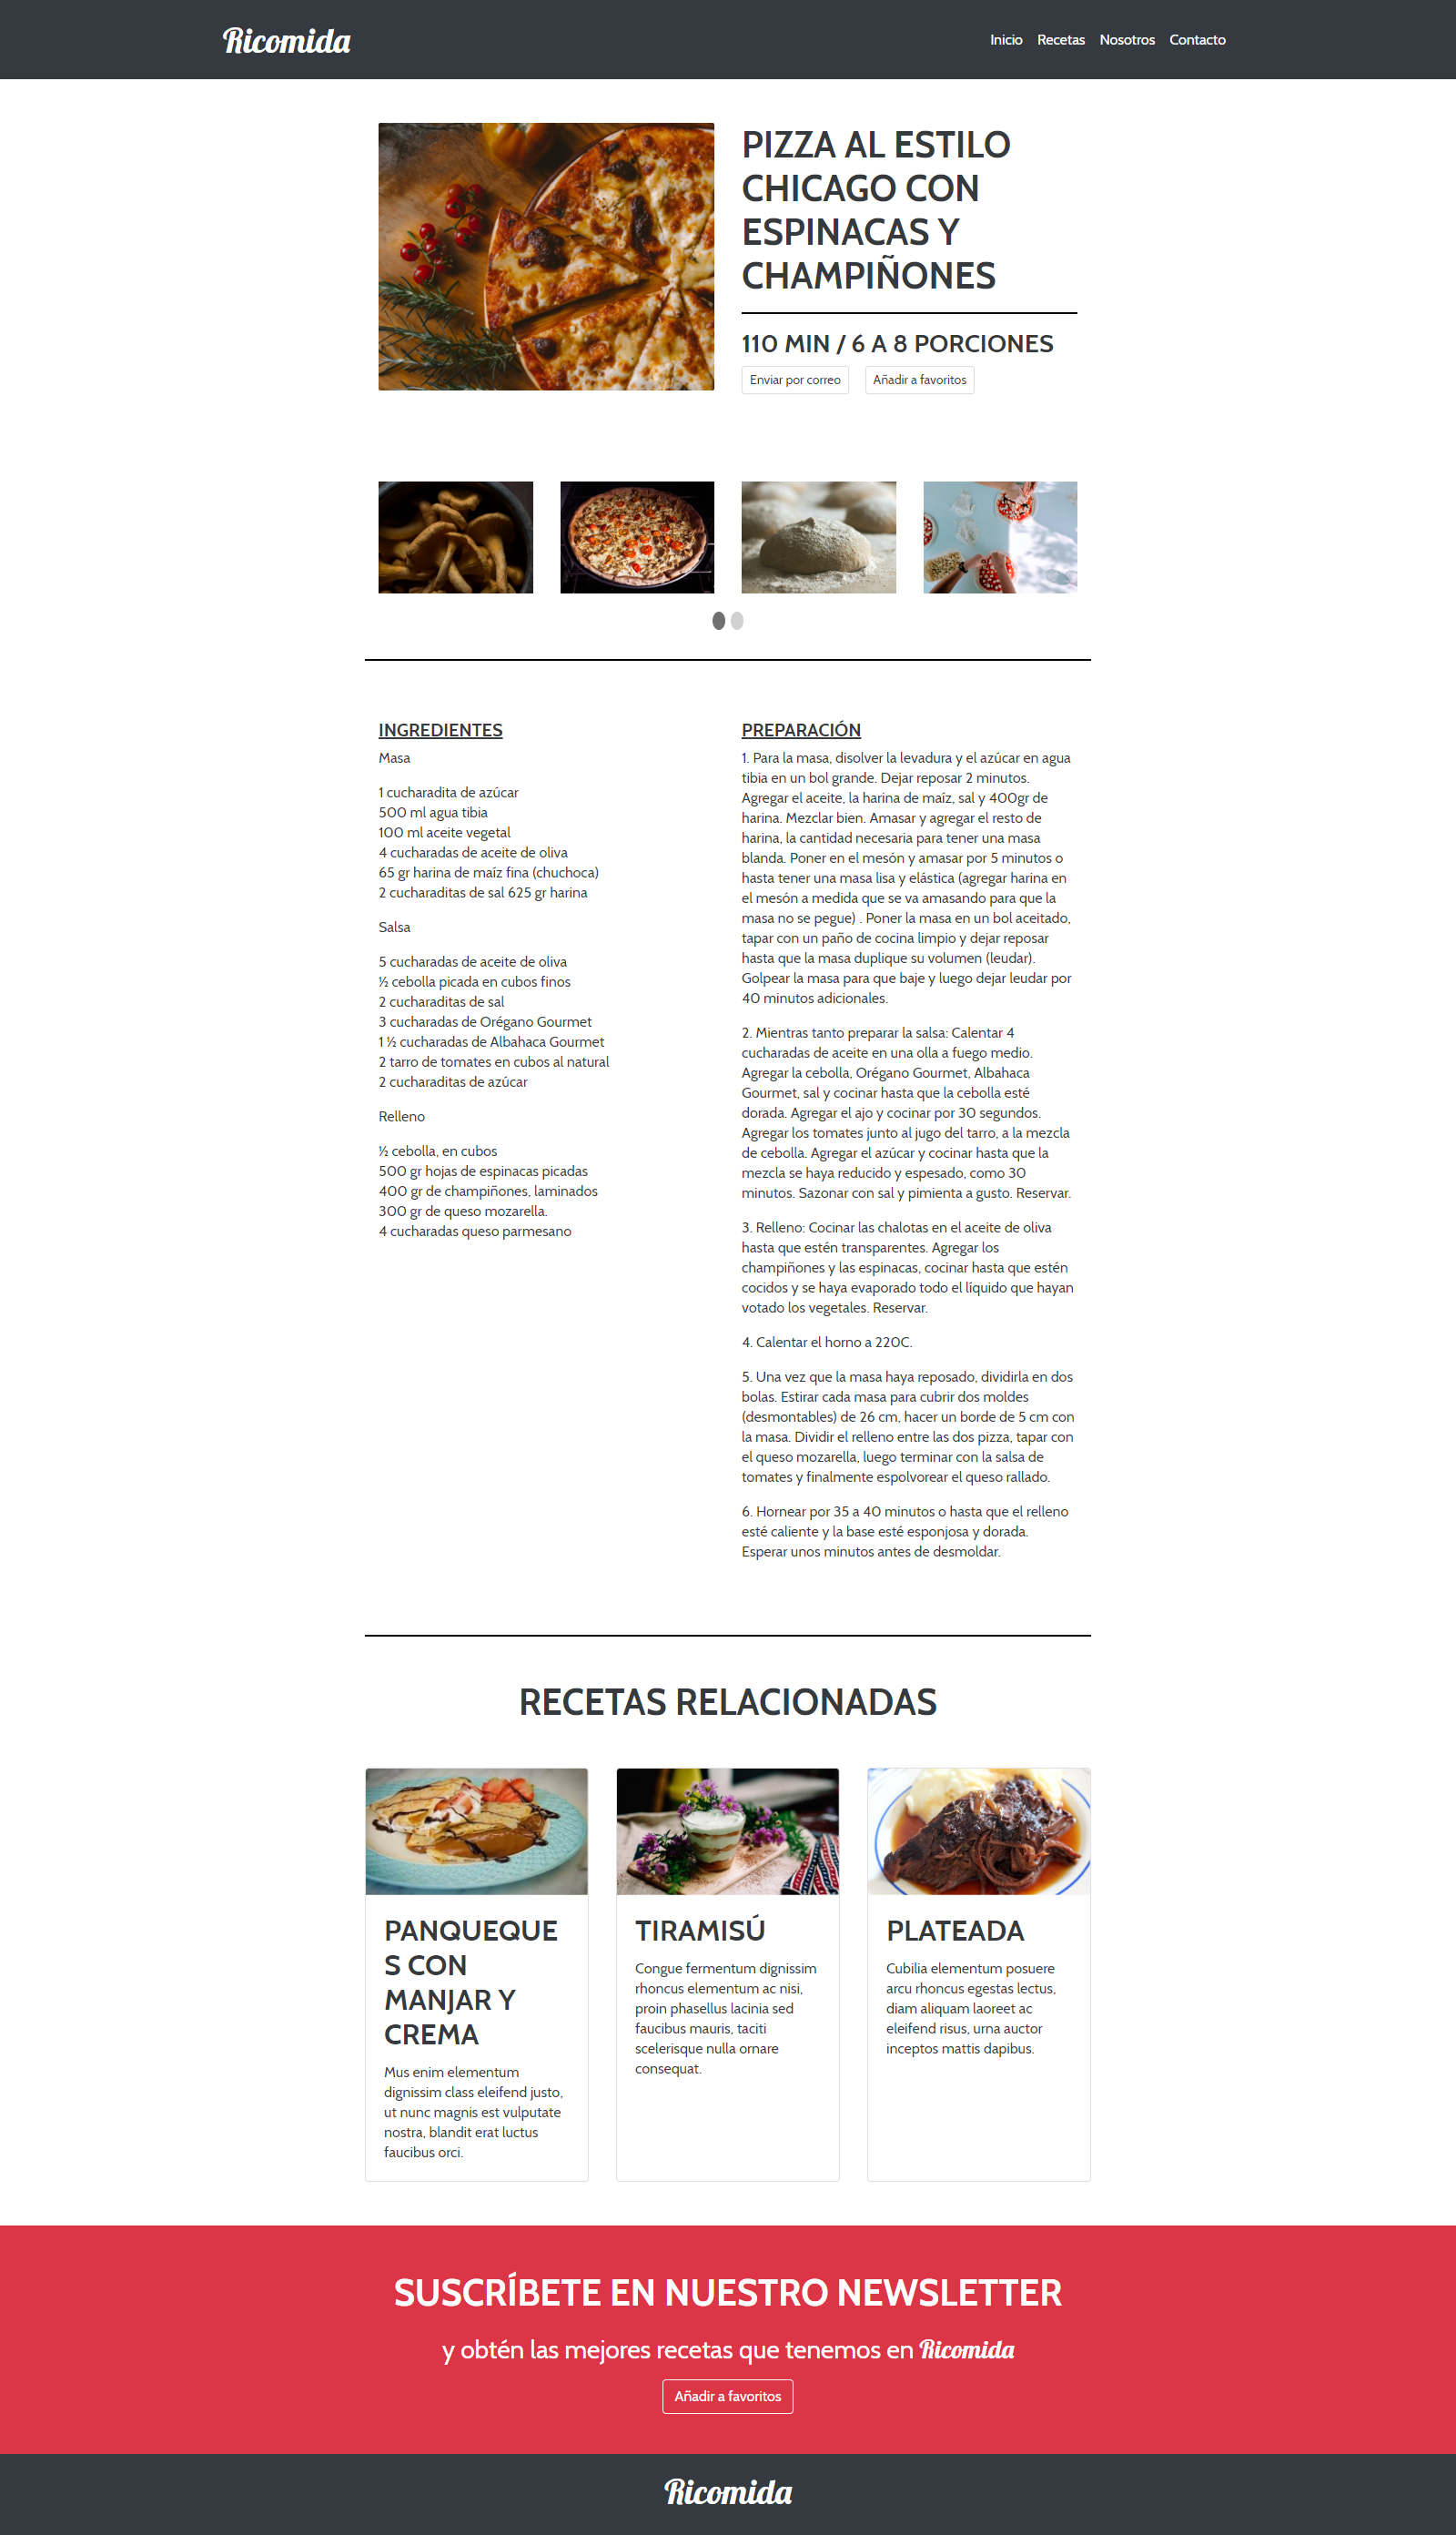 Ricomida
Inicio Recetas Nosotros Contacto
PIZZA AL ESTILO
CHICAGO CON
ESPINACAS Y
CHAMPIÑONES
110 MIN / 6 A 8 PORCIONES
Enviar por correo Añadir a favoritos
INGREDIENTES
Masa
1 cucharadita de azúcar
500 ml agua tibia
100 ml aceite vegetal
4 cucharadas de aceite de oliva
65 gr harina de maíz fina (chuchoca)
2 cucharaditas de sal 625 gr harina
Salsa
5 cucharadas de aceite de oliva
½ cebolla picada en cubos finos
2 cucharaditas de sal
3 cucharadas de Orégano Gourmet
1 ½ cucharadas de Albahaca Gourmet
2 tarro de tomates en cubos al natural
2 cucharaditas de azúcar
Relleno
½ cebolla, en cubos
500 gr hojas de espinacas picadas
400 gr de champiñones, laminados
300 gr de queso mozarella.
4 cucharadas queso parmesano
PREPARACIÓN
1. Para la masa, disolver la levadura y el azúcar en agua
tibia en un bol grande. Dejar reposar 2 minutos.
Agregar el aceite, la harina de maíz, sal y 400gr de
harina. Mezclar bien. Amasar y agregar el resto de
harina, la cantidad necesaria para tener una masa
blanda. Poner en el mesón y amasar por 5 minutos o
hasta tener una masa lisa y elástica (agregar harina en
el mesón a medida que se va amasando para que la
masa no se pegue) . Poner la masa en un bol aceitado,
tapar con un paño de cocina limpio y dejar reposar
hasta que la masa duplique su volumen (leudar).
Golpear la masa para que baje y luego dejar leudar por
40 minutos adicionales.
2. Mientras tanto preparar la salsa: Calentar 4
cucharadas de aceite en una olla a fuego medio.
Agregar la cebolla, Orégano Gourmet, Albahaca
Gourmet, sal y cocinar hasta que la cebolla esté
dorada. Agregar el ajo y cocinar por 30 segundos.
Agregar los tomates junto al jugo del tarro, a la mezcla
de cebolla. Agregar el azúcar y cocinar hasta que la
mezcla se haya reducido y espesado, como 30
minutos. Sazonar con sal y pimienta a gusto. Reservar.
3. Relleno: Cocinar las chalotas en el aceite de oliva
hasta que estén transparentes. Agregar los
champiñones y las espinacas, cocinar hasta que estén
cocidos y se haya evaporado todo el líquido que hayan
votado los vegetales. Reservar.
4. Calentar el horno a 220C.
5. Una vez que la masa haya reposado, dividirla en dos
bolas. Estirar cada masa para cubrir dos moldes
(desmontables) de 26 cm, hacer un borde de 5 cm con
la masa. Dividir el relleno entre las dos pizza, tapar con
el queso mozarella, luego terminar con la salsa de
tomates y finalmente espolvorear el queso rallado.
6. Hornear por 35 a 40 minutos o hasta que el relleno
esté caliente y la base esté esponjosa y dorada.
Esperar unos minutos antes de desmoldar.
RECETAS RELACIONADAS
PANQUEQUE
S CON
MANJAR Y
CREMA
Mus enim elementum
dignissim class eleifend justo,
ut nunc magnis est vulputate
nostra, blandit erat luctus
faucibus orci.
TIRAMISÚ
Congue fermentum dignissim
rhoncus elementum ac nisi,
proin phasellus lacinia sed
faucibus mauris, taciti
scelerisque nulla ornare
consequat.
PLATEADA
Cubilia elementum posuere
arcu rhoncus egestas lectus,
diam aliquam laoreet ac
eleifend risus, urna auctor
inceptos mattis dapibus.
SUSCRÍBETE EN NUESTRO NEWSLETTER
y obtén las mejores recetas que tenemos en Ricomida
Añadir a favoritos
Ricomida